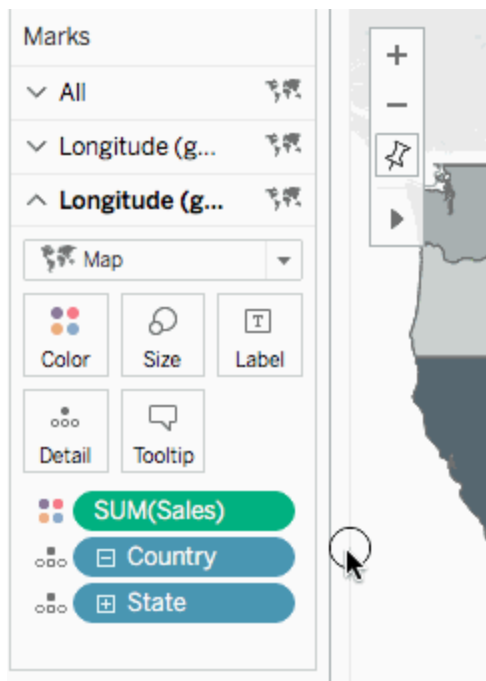 Marks
All
Longitude (g...
Longitude (g...
Map
Color Size Label
Detail Tooltip
SUM(Sales)
Country
State